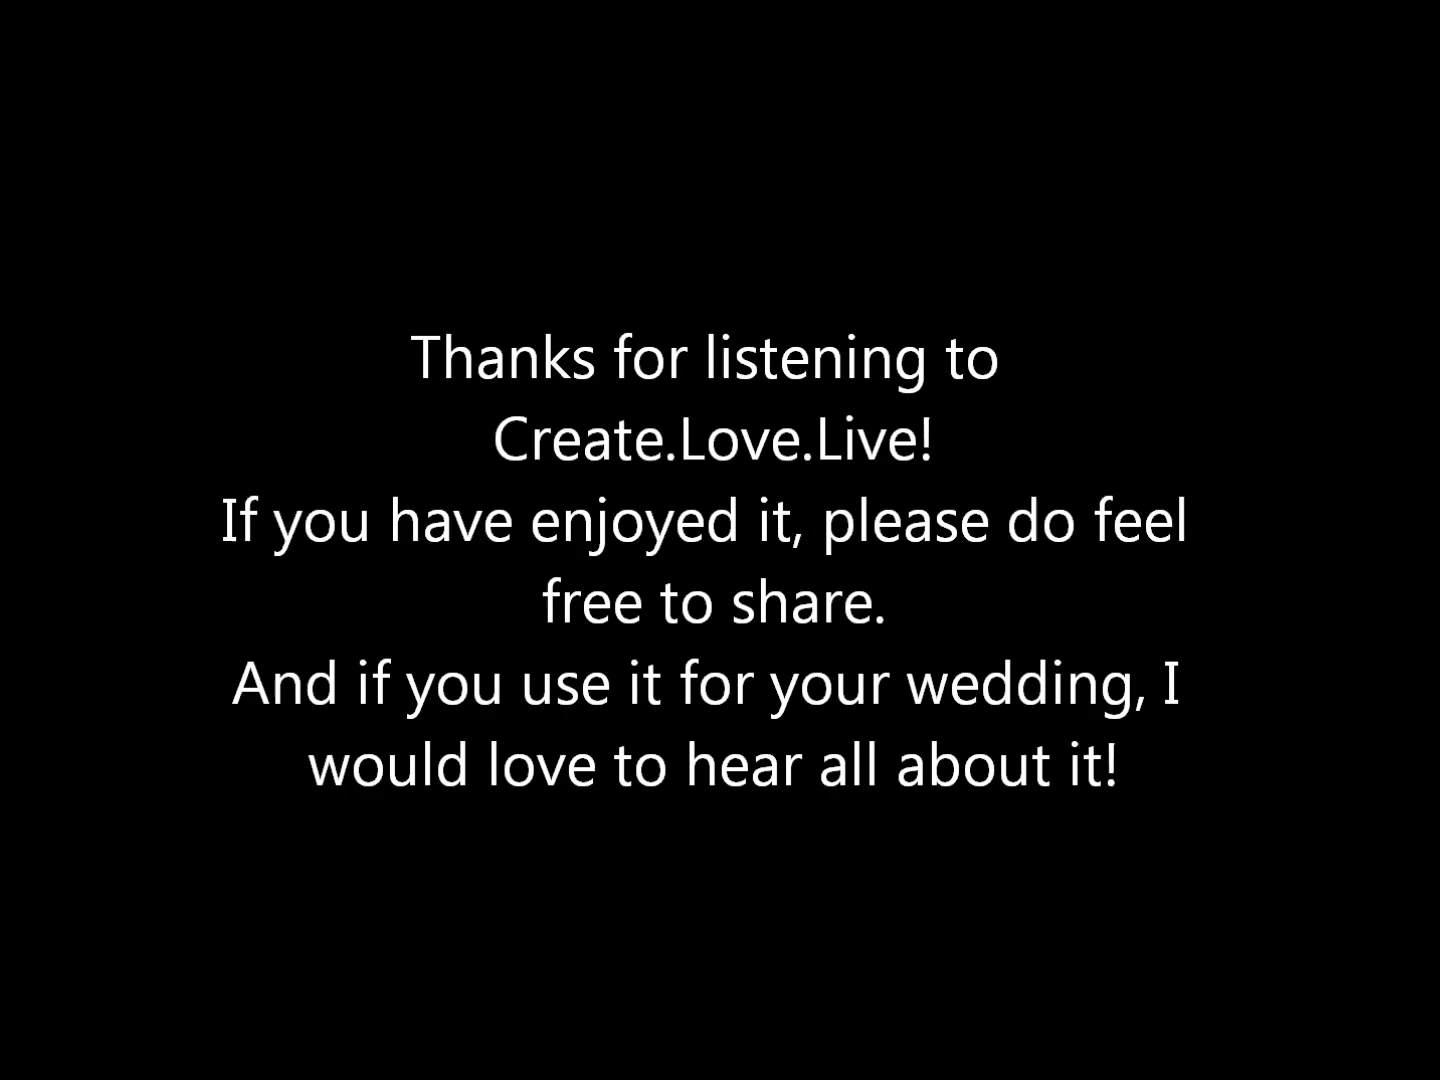 Thanks for listening to
Create.Love.Live!
If you have enjoyed it, please do feel
free to share.
And if you use it for your wedding, I
would love to hear all about it!